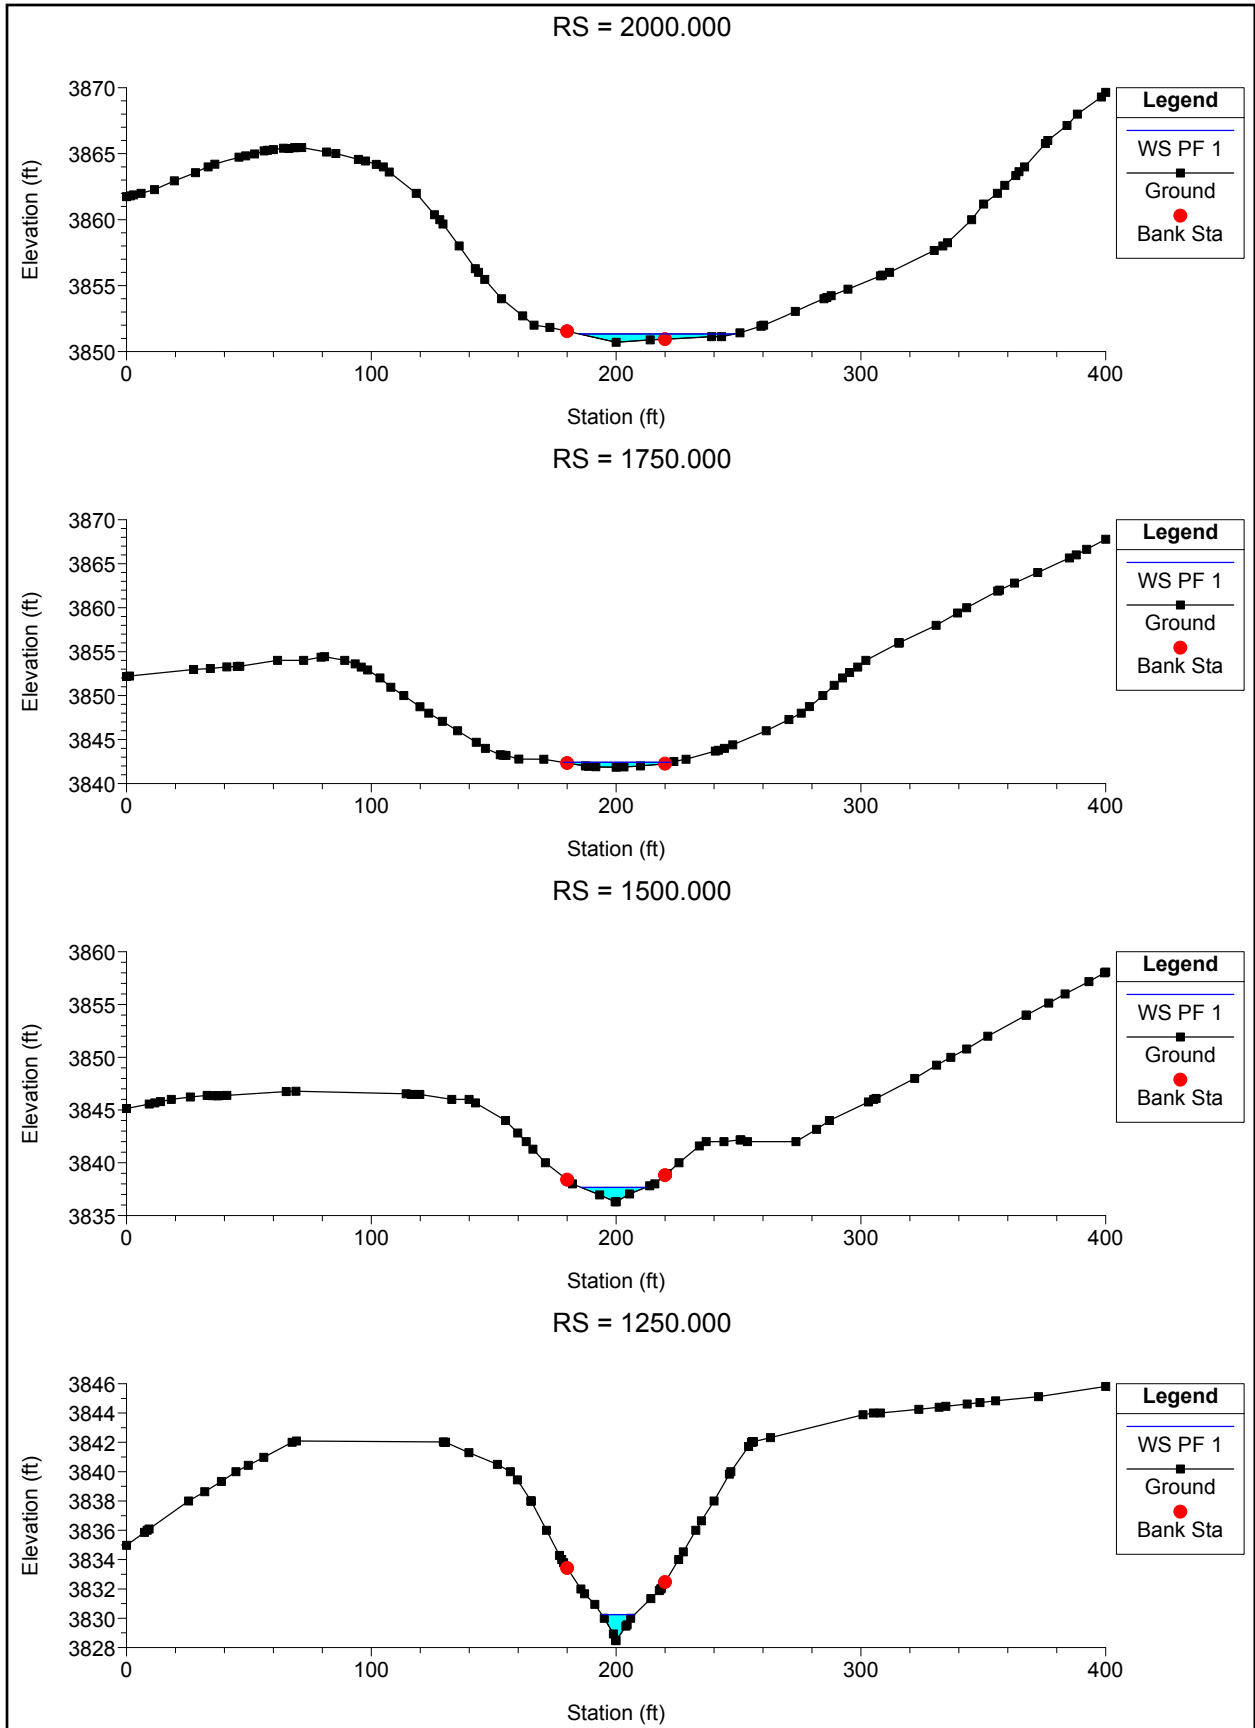 RS = 2000.000
3870
3865
3860
3855
3850
Elevation (ft)
0
100
200
300
400
Station (ft)
Legend
WS PF 1
Ground
Bank Sta
RS = 1750.000
3870
3865
3860
3855
3850
3845
3840
Elevation (ft)
0
100
200
300
400
Station (ft)
Legend
WS PF 1
Ground
Bank Sta
RS = 1500.000
3860
3855
3850
3845
3840
3835
Elevation (ft)
0
100
200
300
400
Station (ft)
Legend
WS PF 1
Ground
Bank Sta
RS = 1250.000
3846
3844
3842
3840
3838
3836
3834
3832
3830
3828
Elevation (ft)
0
100
200
300
400
Station (ft)
Legend
WS PF 1
Ground
Bank Sta